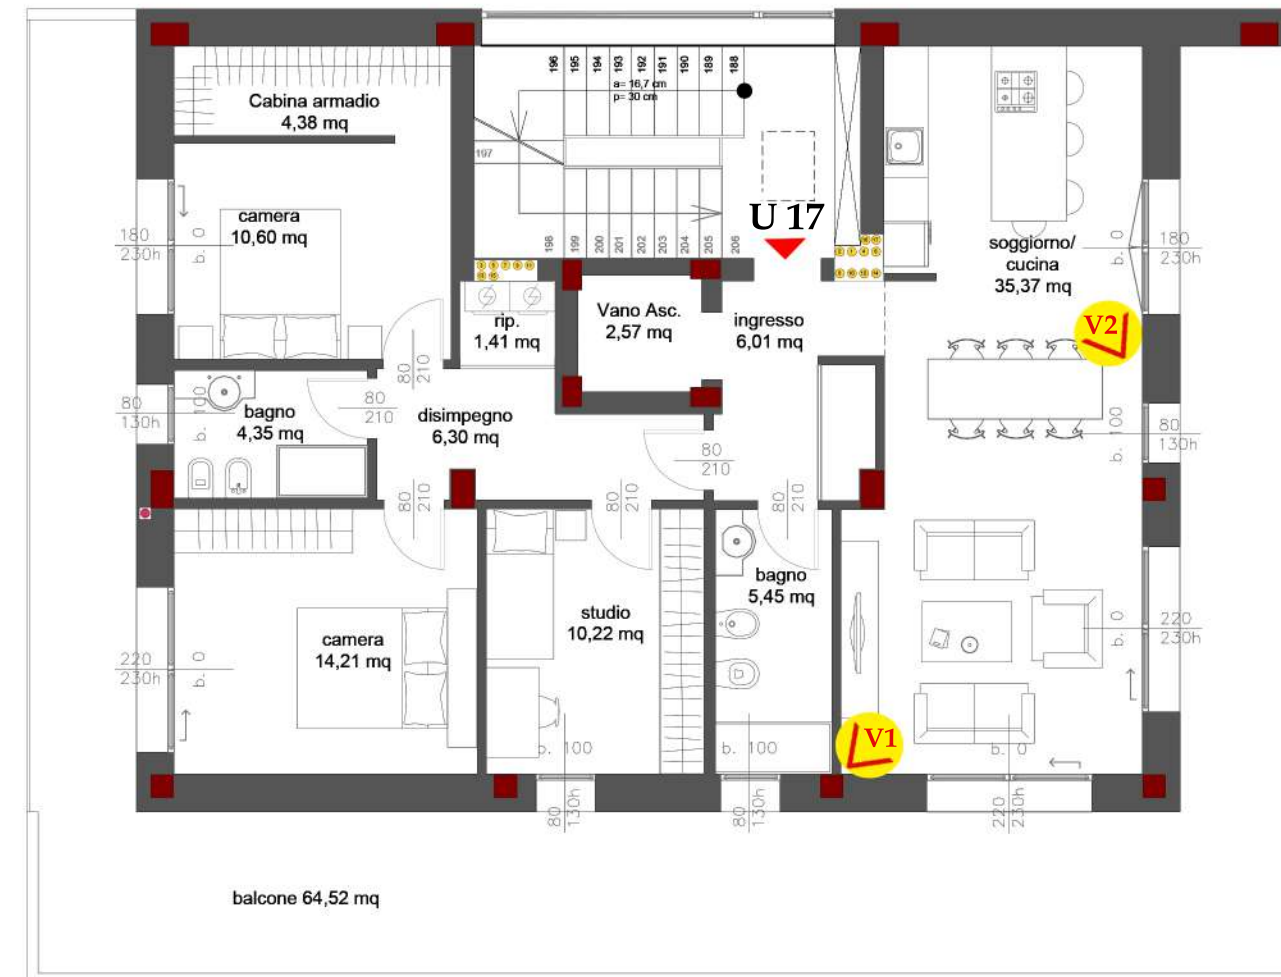 196
195
194
193
192
191
190
189
188
a= 16,7 cm
p= 30 cm
Cabina armadio
4,38 mq
197
camera
10,60 mq
180
230h
b. 0
U 17
198
199
200
201
202
203
204
205
206
soggiorno/
cucina
35,37 mq
b. 0
180
230h
rip.
1,41 mq
Vano Asc.
2,57 mq
ingresso
6,01 mq
V2
80
210
80
130h
b. 100
bagno
4,35 mq
80
210
disimpegno
6,30 mq
80
210
b. 100
80
130h
80
210
80
210
80
210
bagno
5,45 mq
studio
10,22 mq
camera
14,21 mq
220
230h
b. 0
b. 0
220
230h
V1
b. 100
b. 100
b. 0
80
130h
80
130h
220
230h
balcone 64,52 mq